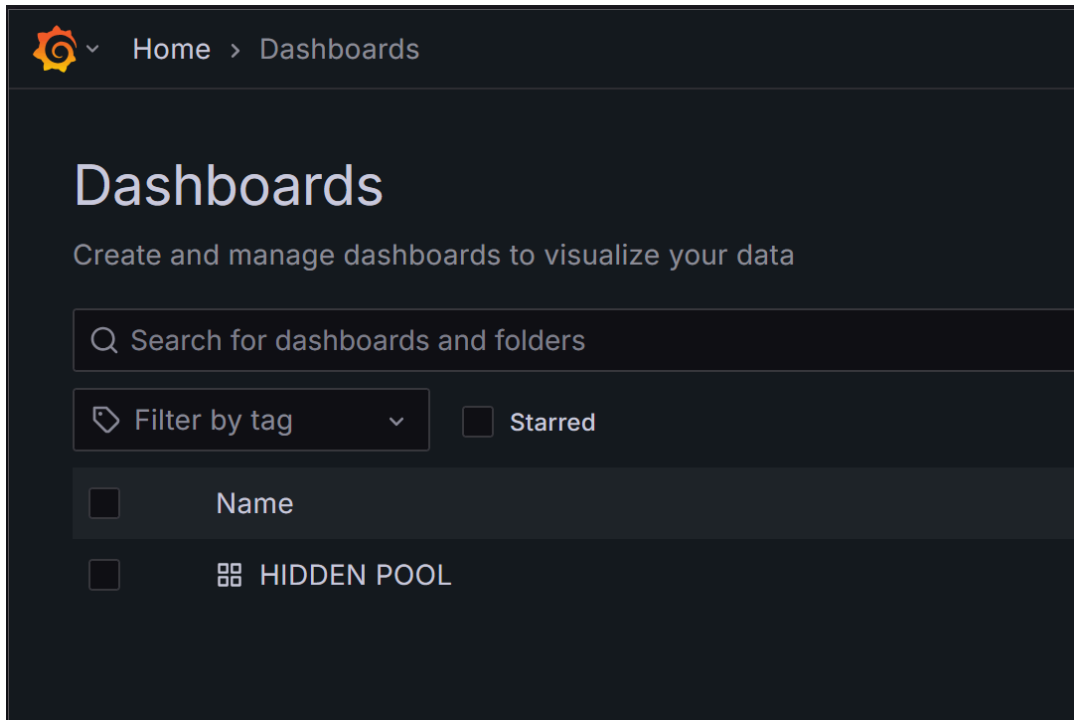 Home > Dashboards
Dashboards
Create and manage dashboards to visualize your data
Search for dashboards and folders
Filter by tag
Starred
Name
HIDDEN POOL